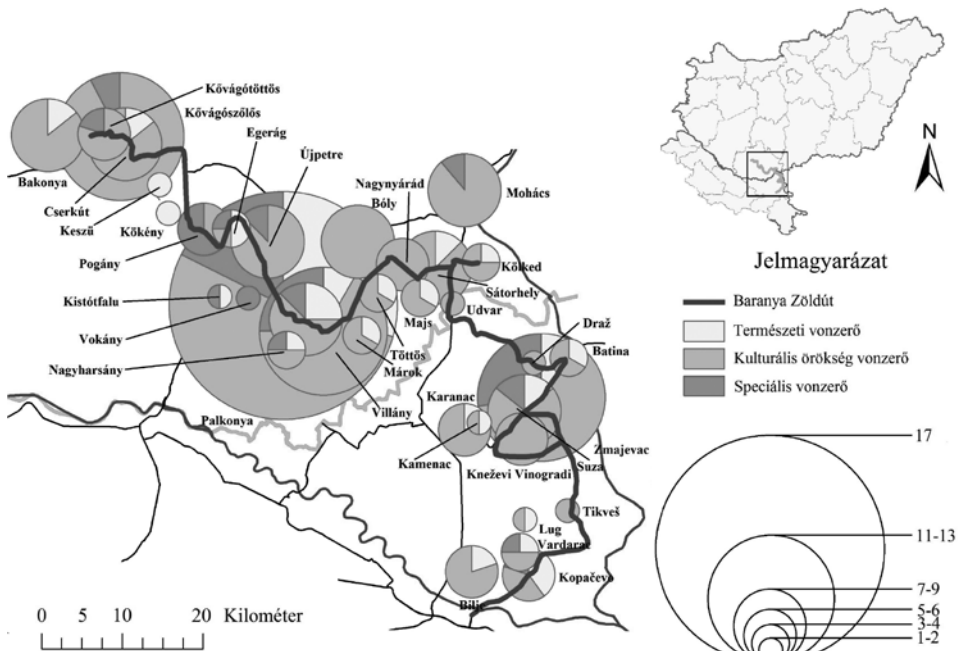 Kővágótöttös
Kővágószőlős
Egerág
Újpetre
Nagynyárád
Bóly
Mohács
Bakonya
Cserkút
Keszü
Kökény
Pogány
Kistótfalu
Vokány
Nagyharsány
Palkonya
Villány
Márok
Töttös
Majs
Udvar
Sátorhely
Kölked
Draž
Batina
Karanac
Kamenac
Kneževi Vinogradi
Suza
Zmajevac
Tikveš
Lug
Vardarac
Kopačevo
Bilje
0 5 10 20 Kilométer
N
Jelmagyarázat
Baranya Zöldút
Természeti vonzerő
Kulturális örökség vonzerő
Speciális vonzerő
17
11-13
7-9
5-6
3-4
1-2